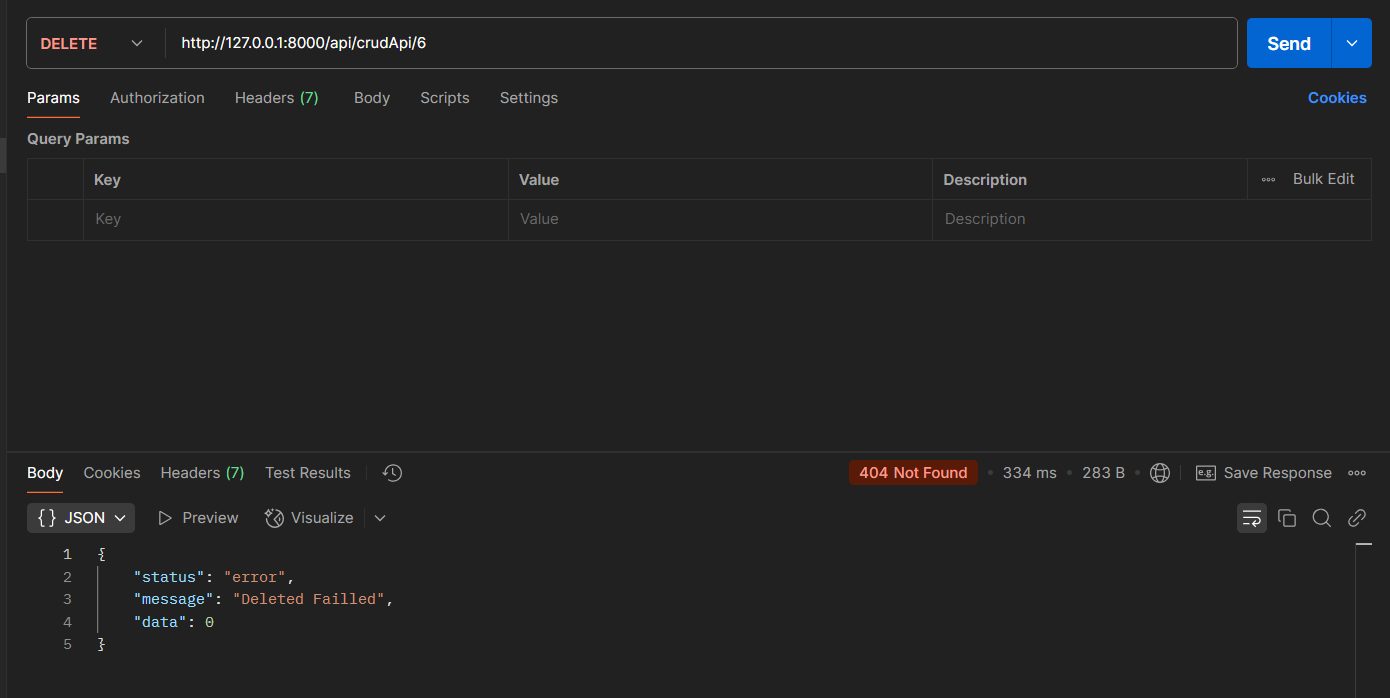 DELETE http://127.0.0.1:8000/api/crudApi/6 Send
Params Authorization Headers (7) Body Scripts Settings Cookies
Query Params
Key Value Description Bulk Edit
Key Value Description
Body Cookies Headers (7) Test Results 404 Not Found 334 ms 283 B e.g. Save Response
{} JSON Preview Visualize
1 {
2 "status": "error",
3 "message": "Deleted Failled",
4 "data": 0
5 }